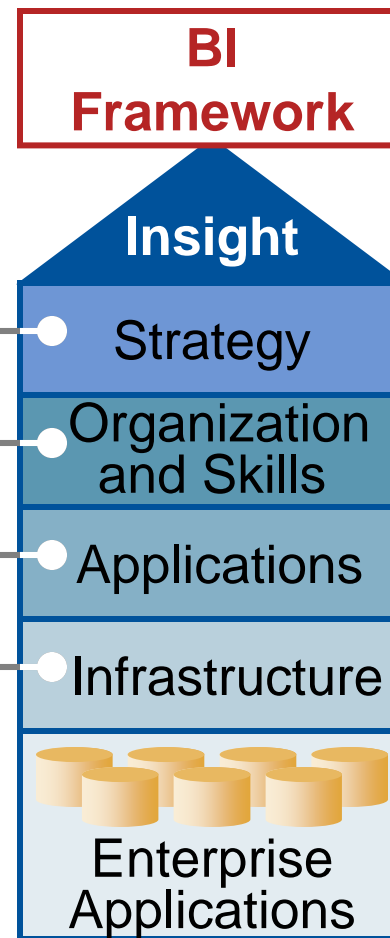 BI
Framework
Insight
Strategy
Organization
and Skills
Applications
Infrastructure
Enterprise
Applications